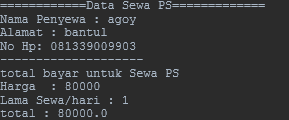 ============Data Sewa PS=============
Nama Penyewa : agoy
Alamat : bantul
No Hp: 081339009903
--------------------
total bayar untuk Sewa PS
Harga  : 80000
Lama Sewa/hari : 1
total : 80000.0